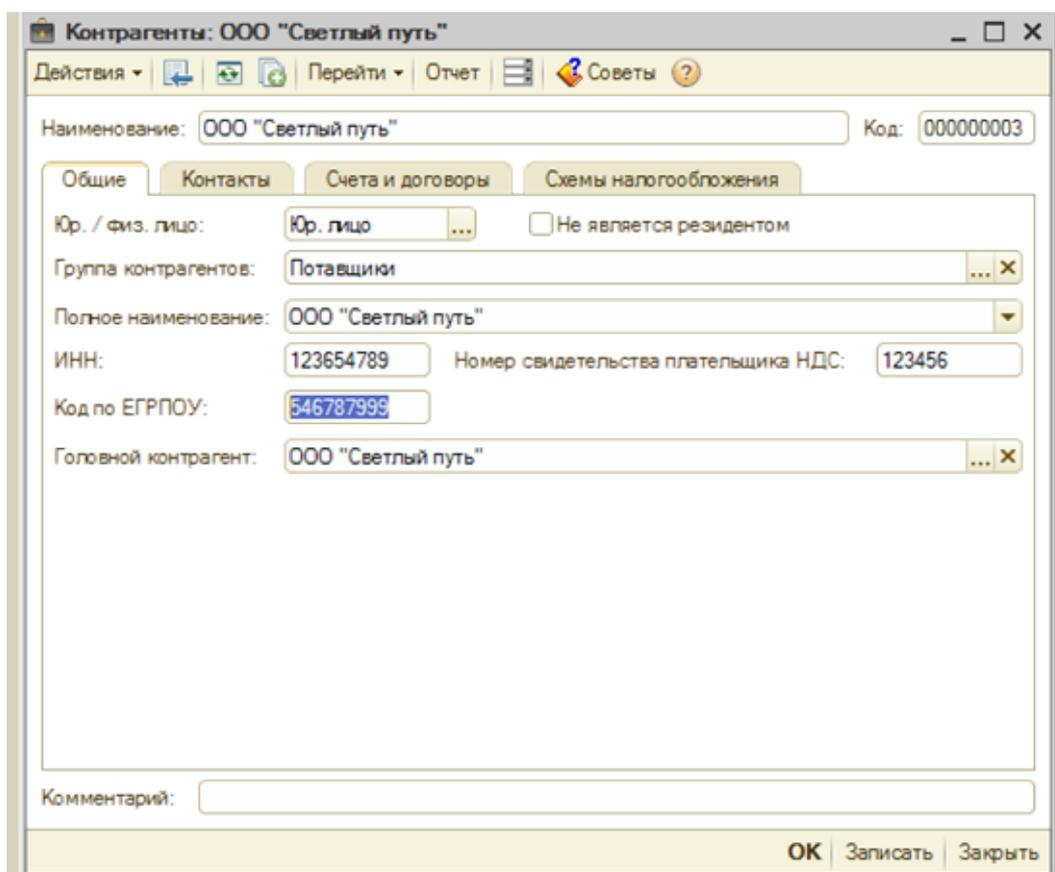 Контрагенты: ООО "Светлый путь"
Действия Перейти Отчет Советы ?
Наименование: ООО "Светлый путь" Код: 000000003
Общие Контакты Счета и договоры Схемы налогообложения
Юр. / физ. лицо: Юр. лицо ... Не является резидентом
Группа контрагентов: Потавщики ... ×
Полное наименование: ООО "Светлый путь"
ИНН: 123654789 Номер свидетельства плательщика НДС: 123456
Код по ЕГРПОУ: 546787999
Головной контрагент: ООО "Светлый путь" ... ×
Комментарий:
ОК Записать Закрыть